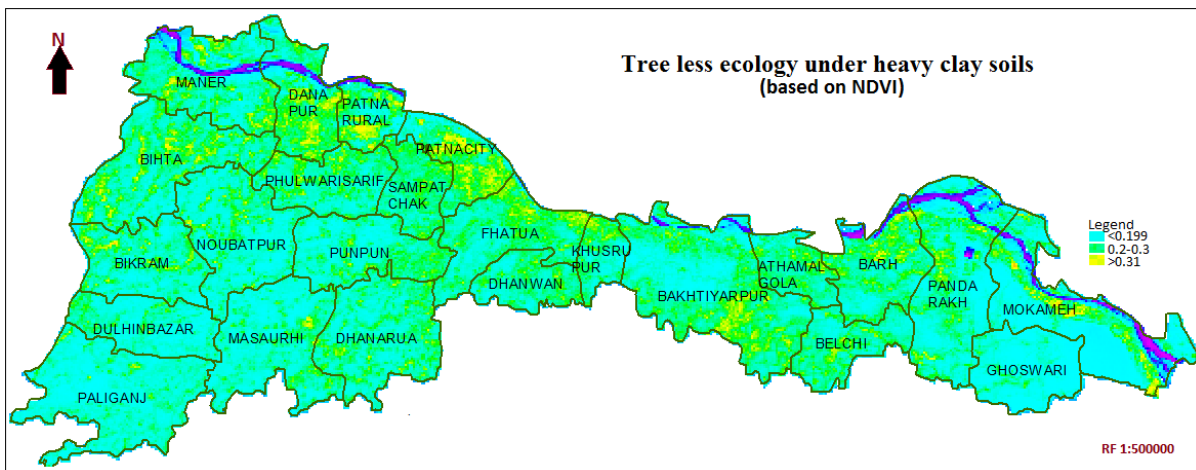 N
Tree less ecology under heavy clay soils
(based on NDVI)
MANER
DANA
PUR
PATNA
RURAL
PATNACITY
BIHTA
PHULWARISARIF
SAMPAT
CHAK
NOUBATPUR
PUNPUN
FHATUA
KHUSRU
PUR
BIKRAM
DHANWAN
BAKHTIYARPUR
ATHAMAL
GOLA
BARH
PANDA
RAKH
MOKAMEH
DULHINBAZAR
MASAURHI
DHANARUA
BELCHI
GHOSWARI
PALIGANJ
Legend
<0.199
0.2-0.3
>0.31
RF 1:500000